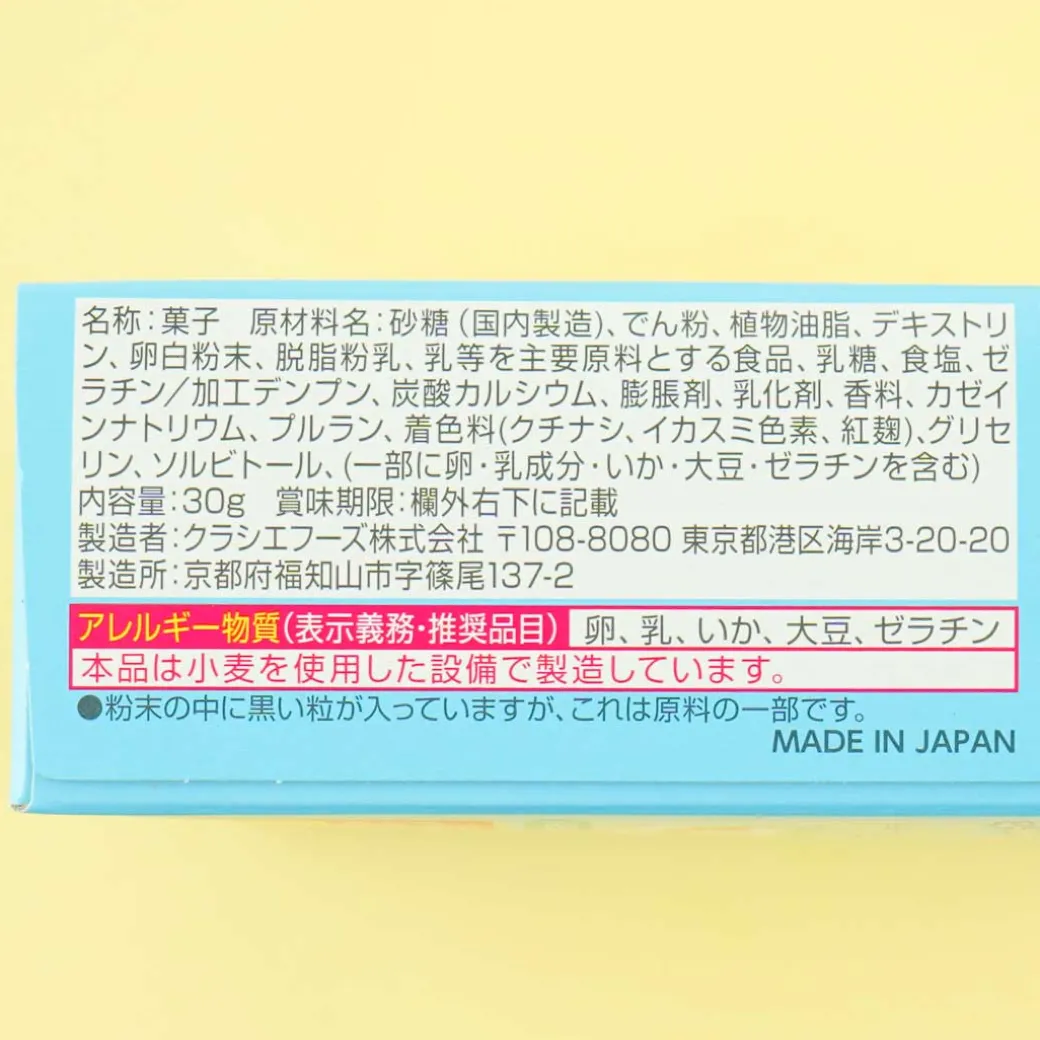 名称：菓子　原材料名：砂糖（国内製造）、でん粉、植物油脂、デキストリ
ン、卵白粉末、脱脂粉乳、乳等を主要原料とする食品、乳糖、食塩、ゼ
ラチン／加工デンプン、炭酸カルシウム、膨脹剤、乳化剤、香料、カゼイ
ンナトリウム、プルラン、着色料(クチナシ、イカスミ色素、紅麹)、グリセ
リン、ソルビトール、(一部に卵・乳成分・いか・大豆・ゼラチンを含む)
内容量：30g　賞味期限：欄外右下に記載
製造者：クラシエフーズ株式会社 〒108-8080 東京都港区海岸3-20-20
製造所：京都府福知山市字篠尾137-2
アレルギー物質(表示義務・推奨品目) 卵、乳、いか、大豆、ゼラチン
本品は小麦を使用した設備で製造しています。
●粉末の中に黒い粒が入っていますが、これは原料の一部です。
MADE IN JAPAN